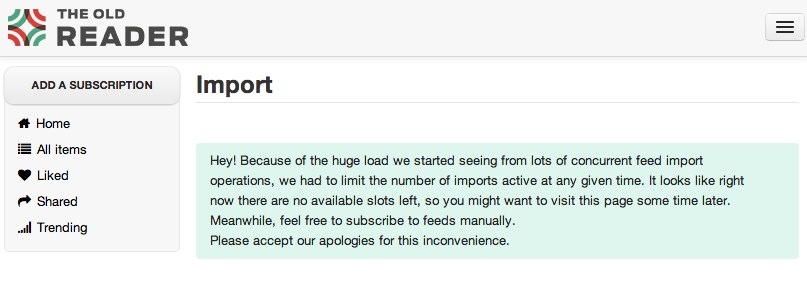 THE OLD
READER
ADD A SUBSCRIPTION
Home
All items
Liked
Shared
Trending
Import
Hey! Because of the huge load we started seeing from lots of concurrent feed import
operations, we had to limit the number of imports active at any given time. It looks like right
now there are no available slots left, so you might want to visit this page some time later.
Meanwhile, feel free to subscribe to feeds manually.
Please accept our apologies for this inconvenience.